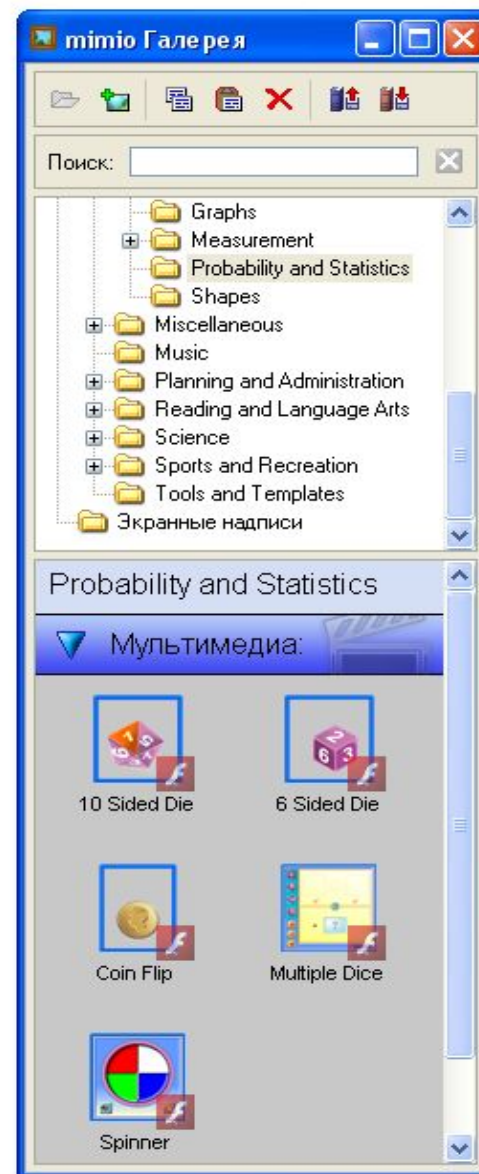 mimio Галерея
Поиск:
Graphs
Measurement
Probability and Statistics
Shapes
Miscellaneous
Music
Planning and Administration
Reading and Language Arts
Science
Sports and Recreation
Tools and Templates
Экранные надписи
Probability and Statistics
Мультимедиа:
10 Sided Die
6 Sided Die
Coin Flip
Multiple Dice
Spinner